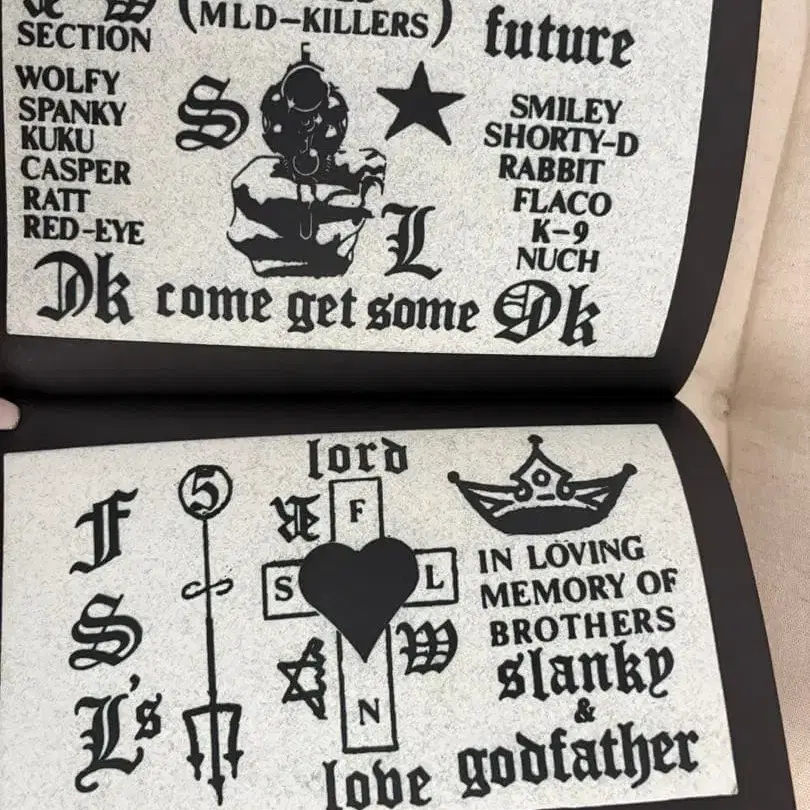 SECTION
(MLD-KILLERS)
future
WOLFY
SPANKY
KUKU
CASPER
RATT
RED-EYE
S
L
SMILEY
SHORTY-D
RABBIT
FLACO
K-9
NUCH
Dk come get some Dk
F
S
L's
5
lord
F
S
L
W
N
love
IN LOVING
MEMORY OF
BROTHERS
slanky
&
godfather